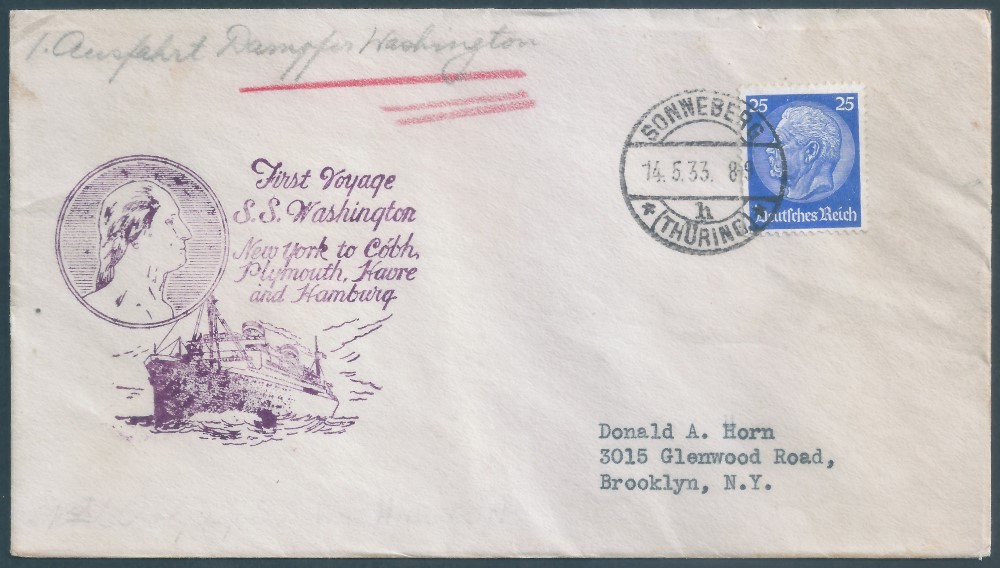 1. Ausfahrt Dampfer Washington
25 25
Deutsches Reich
SONNEBERG
14.5.33. 8-9
h
(THÜRING)
First Voyage
S.S. Washington
New York to Cóbh,
Plymouth, Havre
and Hamburg
Donald A. Horn
3015 Glenwood Road,
Brooklyn, N.Y.